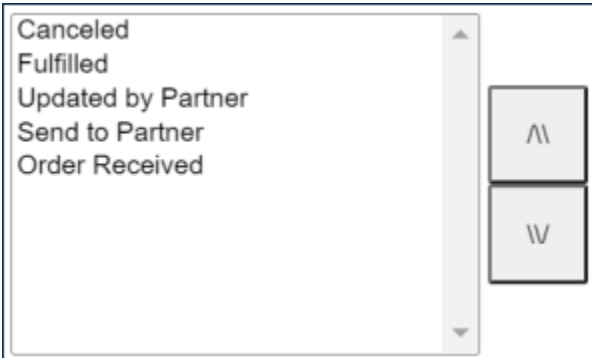 Canceled
Fulfilled
Updated by Partner
Send to Partner
Order Received
/\\
\\/